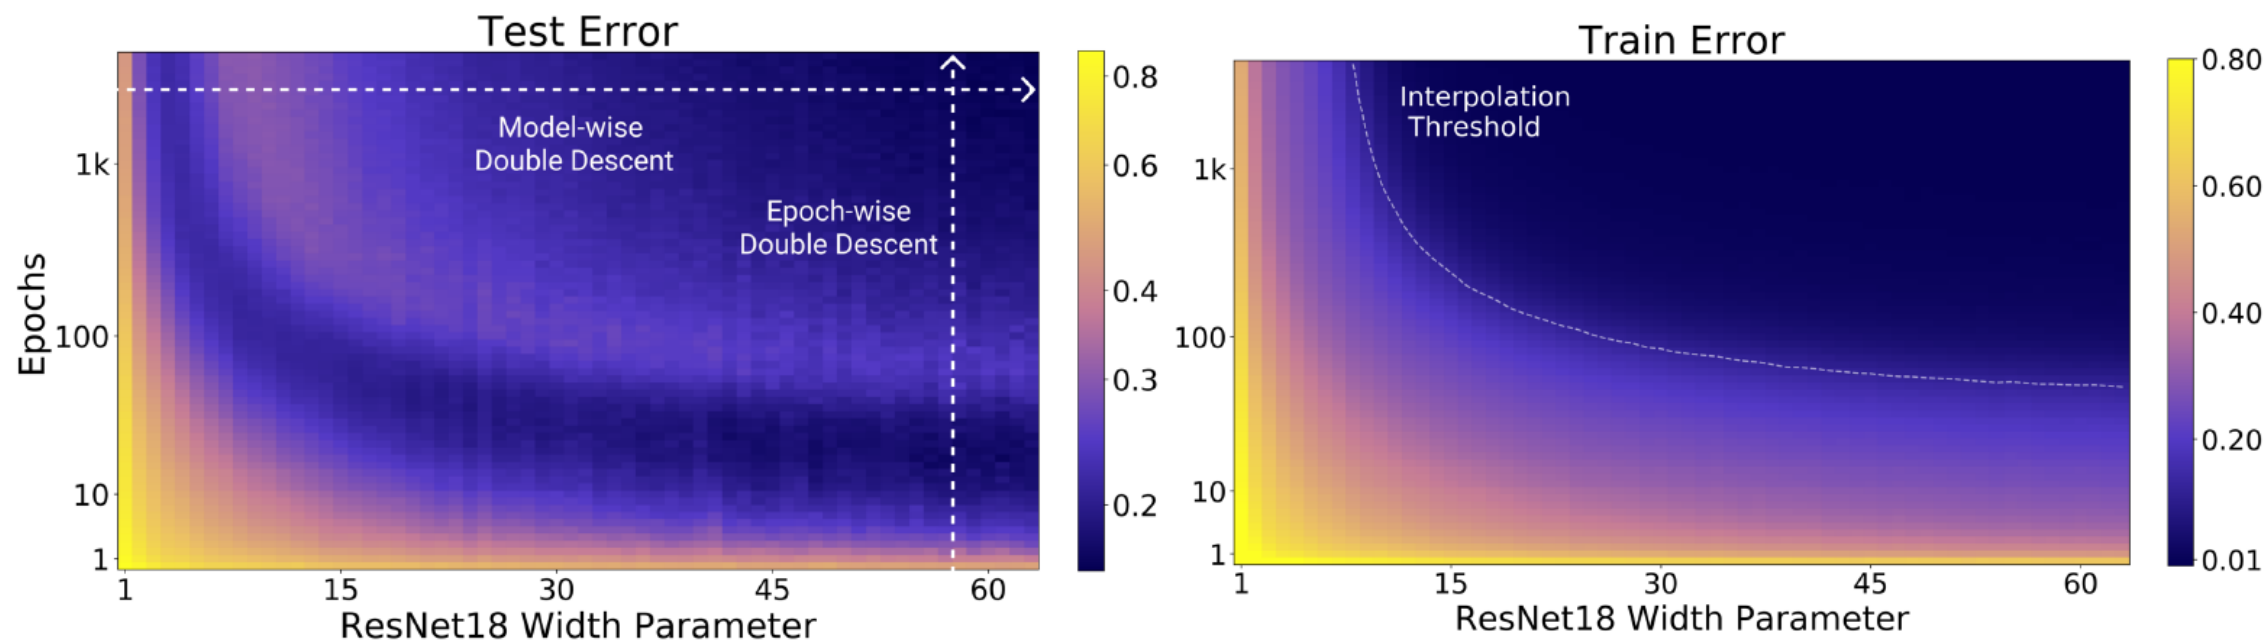 Test Error
Model-wise
Double Descent
Epoch-wise
Double Descent
Epochs
1k
100
10
1
1 15 30 45 60
ResNet18 Width Parameter
0.8
0.6
0.4
0.3
0.2
Train Error
Interpolation
Threshold
1k
100
10
1
1 15 30 45 60
ResNet18 Width Parameter
0.80
0.60
0.40
0.20
0.01